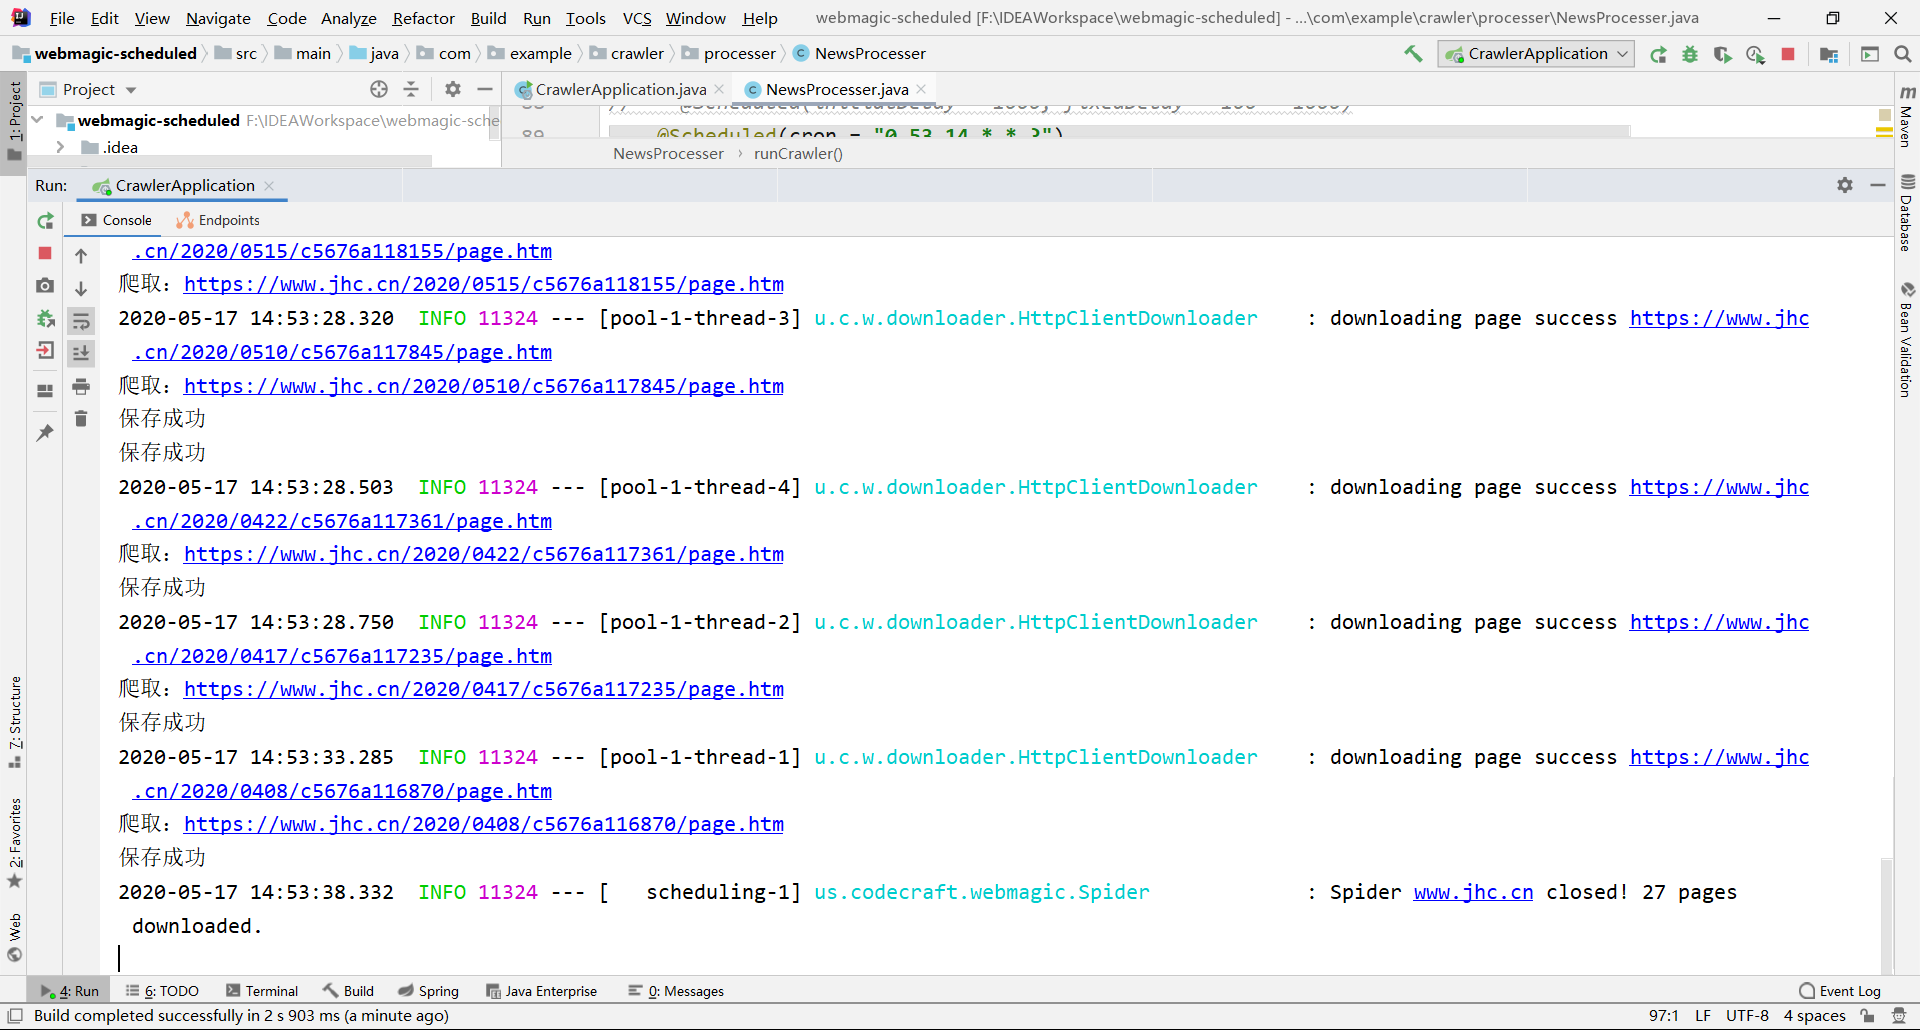 File Edit View Navigate Code Analyze Refactor Build Run Tools VCS Window Help webmagic-scheduled [F:\IDEAWorkspace\webmagic-scheduled] - ...\com\example\crawler\processer\NewsProcesser.java
webmagic-scheduled src main java com example crawler processer NewsProcesser CrawlerApplication
Project CrawlerApplication.java NewsProcesser.java
webmagic-scheduled F:\IDEAWorkspace\webmagic-sche
89 @Scheduled(cron = "0 53 14 * * ?")
.idea
NewsProcesser › runCrawler()
Run: CrawlerApplication
Console Endpoints
.cn/2020/0515/c5676a118155/page.htm
爬取：https://www.jhc.cn/2020/0515/c5676a118155/page.htm
2020-05-17 14:53:28.320 INFO 11324 --- [pool-1-thread-3] u.c.w.downloader.HttpClientDownloader : downloading page success https://www.jhc
.cn/2020/0510/c5676a117845/page.htm
爬取：https://www.jhc.cn/2020/0510/c5676a117845/page.htm
保存成功
保存成功
2020-05-17 14:53:28.503 INFO 11324 --- [pool-1-thread-4] u.c.w.downloader.HttpClientDownloader : downloading page success https://www.jhc
.cn/2020/0422/c5676a117361/page.htm
爬取：https://www.jhc.cn/2020/0422/c5676a117361/page.htm
保存成功
2020-05-17 14:53:28.750 INFO 11324 --- [pool-1-thread-2] u.c.w.downloader.HttpClientDownloader : downloading page success https://www.jhc
.cn/2020/0417/c5676a117235/page.htm
爬取：https://www.jhc.cn/2020/0417/c5676a117235/page.htm
保存成功
2020-05-17 14:53:33.285 INFO 11324 --- [pool-1-thread-1] u.c.w.downloader.HttpClientDownloader : downloading page success https://www.jhc
.cn/2020/0408/c5676a116870/page.htm
爬取：https://www.jhc.cn/2020/0408/c5676a116870/page.htm
保存成功
2020-05-17 14:53:38.332 INFO 11324 --- [ scheduling-1] us.codecraft.webmagic.Spider : Spider www.jhc.cn closed! 27 pages
downloaded.
1: Project
7: Structure
2: Favorites
Web
Maven
Database
Bean Validation
4: Run 6: TODO Terminal Build Spring Java Enterprise 0: Messages Event Log
Build completed successfully in 2 s 903 ms (a minute ago) 97:1 LF UTF-8 4 spaces